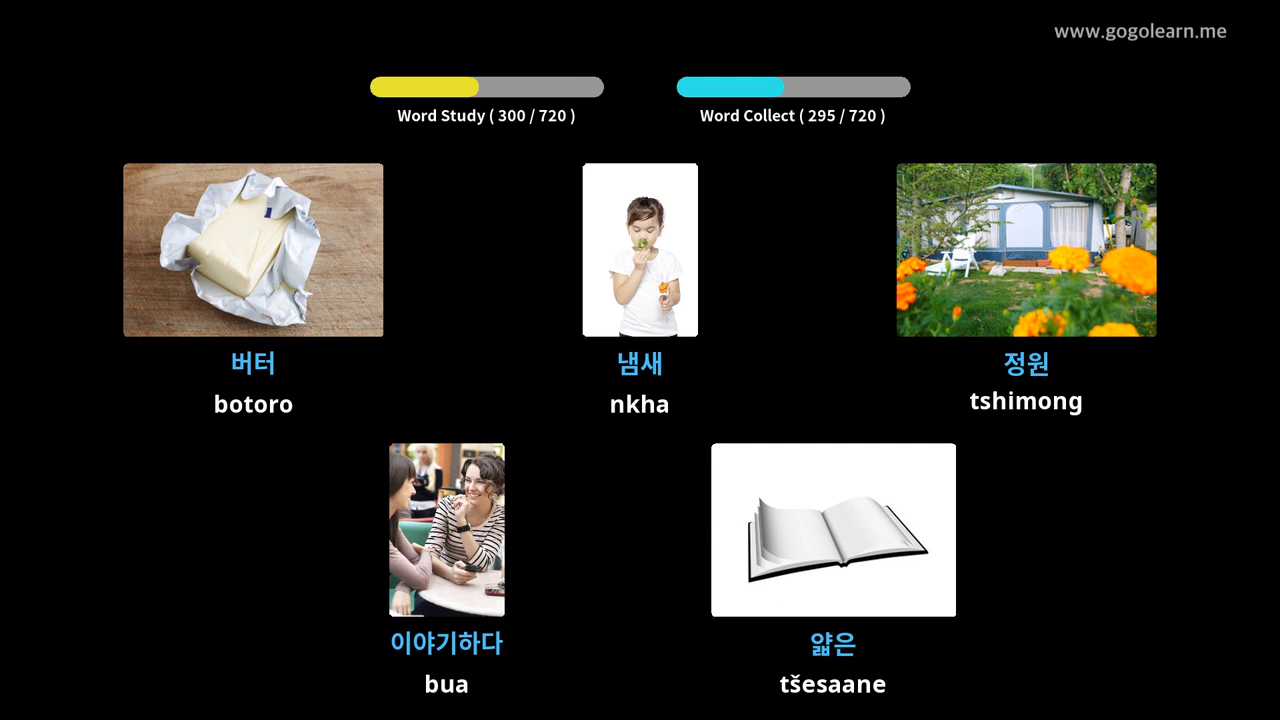 www.gogolearn.me
Word Study ( 300 / 720 )
Word Collect ( 295 / 720 )
버터
botoro
냄새
nkha
정원
tshimong
이야기하다
bua
얇은
tšesaane